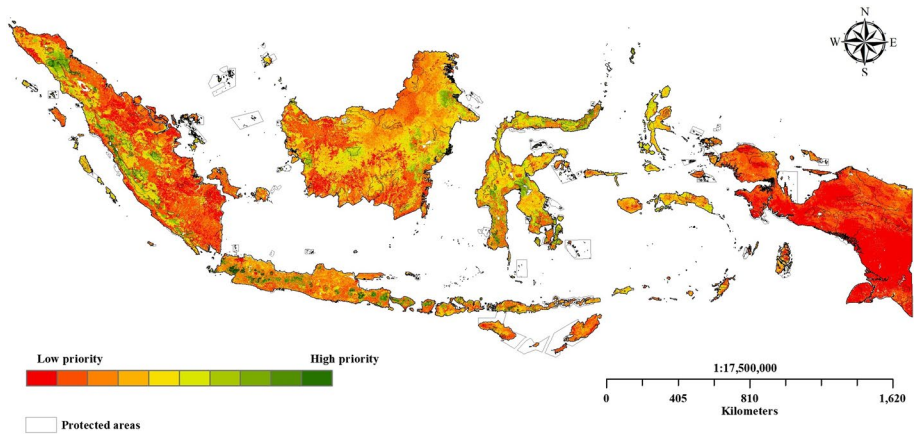 N
W E
S
Low priority High priority
Protected areas
1:17,500,000
0 405 810 1,620
Kilometers